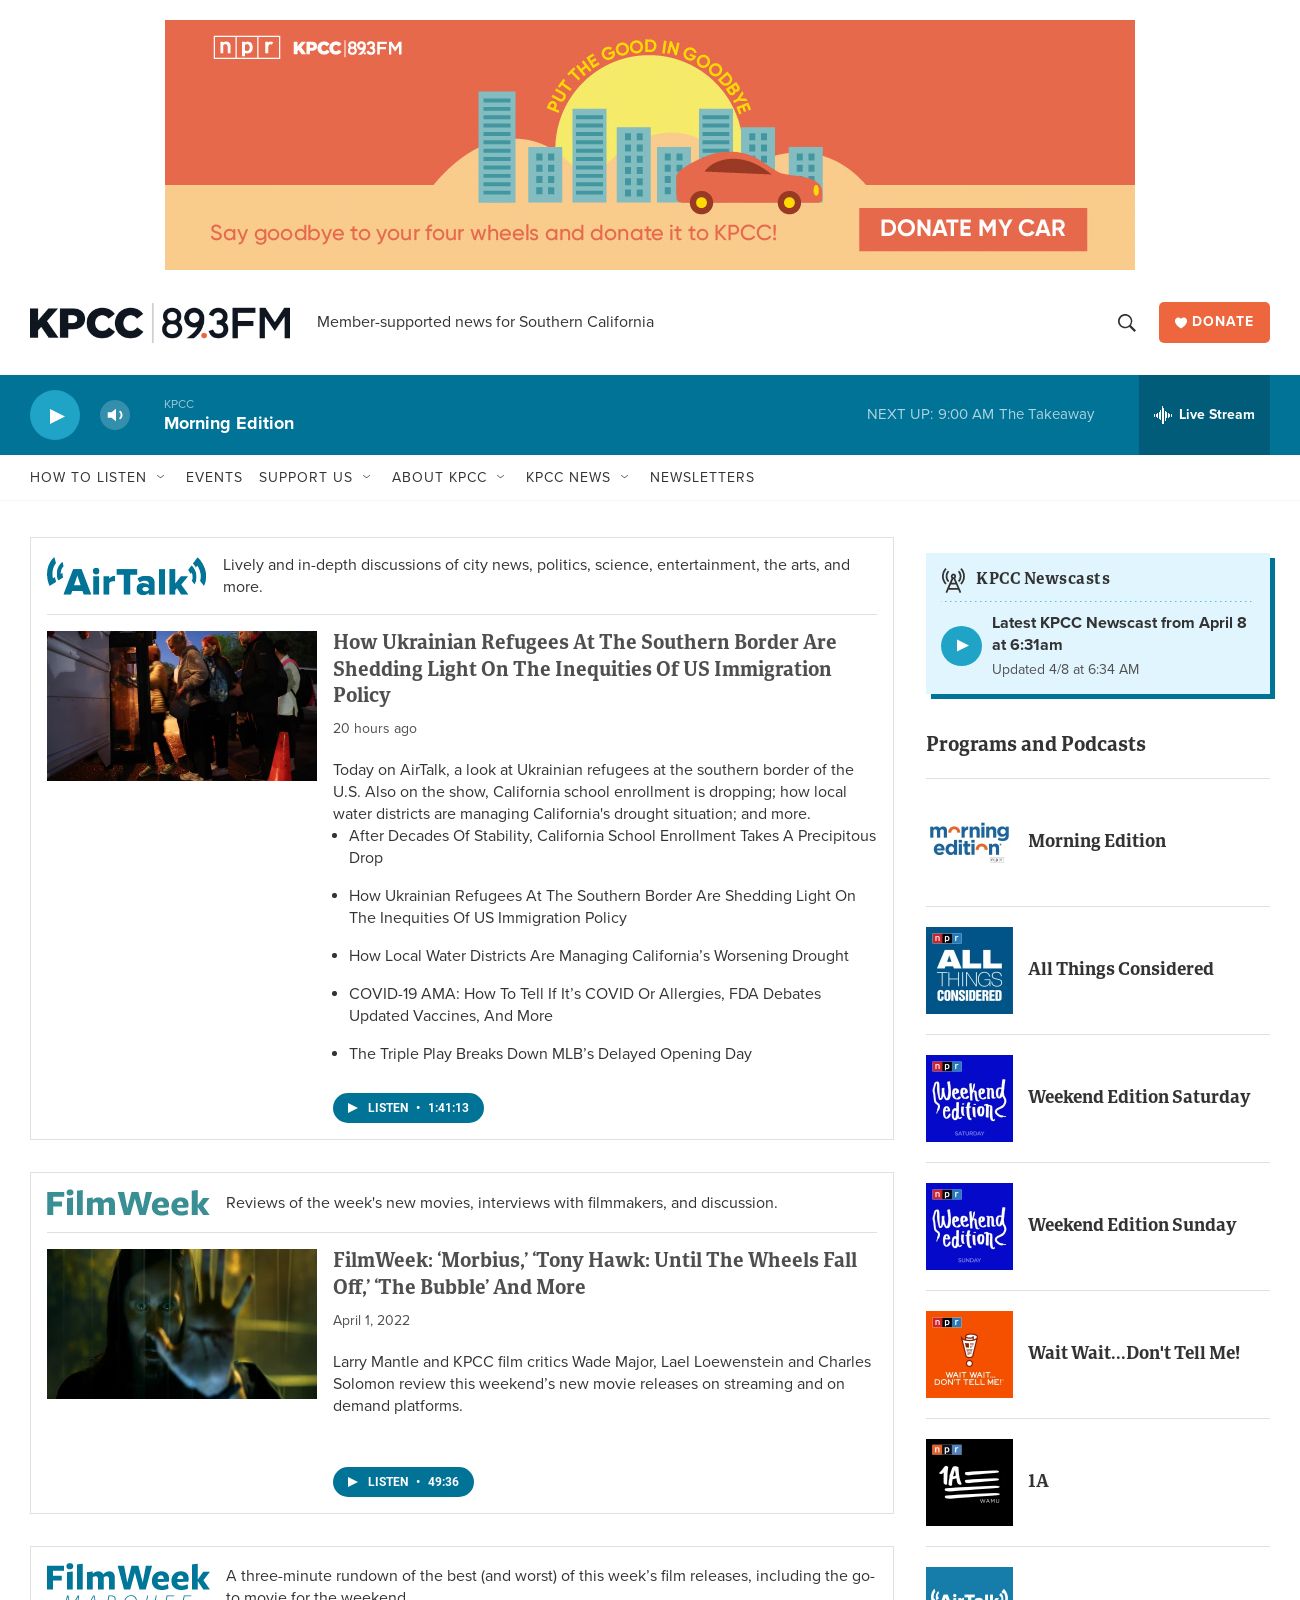 npr KPCC 89.3FM
PUT THE GOOD IN GOODBYE
Say goodbye to your four wheels and donate it to KPCC!
DONATE MY CAR
KPCC 89.3FM
Member-supported news for Southern California
DONATE
KPCC
Morning Edition
NEXT UP: 9:00 AM The Takeaway
Live Stream
HOW TO LISTEN
EVENTS
SUPPORT US
ABOUT KPCC
KPCC NEWS
NEWSLETTERS
AirTalk
Lively and in-depth discussions of city news, politics, science, entertainment, the arts, and
more.
How Ukrainian Refugees At The Southern Border Are
Shedding Light On The Inequities Of US Immigration
Policy
20 hours ago
Today on AirTalk, a look at Ukrainian refugees at the southern border of the
U.S. Also on the show, California school enrollment is dropping; how local
water districts are managing California's drought situation; and more.
• After Decades Of Stability, California School Enrollment Takes A Precipitous
Drop
• How Ukrainian Refugees At The Southern Border Are Shedding Light On
The Inequities Of US Immigration Policy
• How Local Water Districts Are Managing California’s Worsening Drought
• COVID-19 AMA: How To Tell If It’s COVID Or Allergies, FDA Debates
Updated Vaccines, And More
• The Triple Play Breaks Down MLB’s Delayed Opening Day
LISTEN • 1:41:13
FilmWeek
Reviews of the week's new movies, interviews with filmmakers, and discussion.
FilmWeek: ‘Morbius,’ ‘Tony Hawk: Until The Wheels Fall
Off,’ ‘The Bubble’ And More
April 1, 2022
Larry Mantle and KPCC film critics Wade Major, Lael Loewenstein and Charles
Solomon review this weekend’s new movie releases on streaming and on
demand platforms.
LISTEN • 49:36
FilmWeek
MARQUEE
A three-minute rundown of the best (and worst) of this week’s film releases, including the go-
to movie for the weekend.
KPCC Newscasts
Latest KPCC Newscast from April 8
at 6:31am
Updated 4/8 at 6:34 AM
Programs and Podcasts
morning
edition
npr
Morning Edition
npr
ALL
THINGS
CONSIDERED
All Things Considered
npr
Weekend
edition
SATURDAY
Weekend Edition Saturday
npr
Weekend
edition
SUNDAY
Weekend Edition Sunday
npr
WAIT WAIT...
DON'T TELL ME!
Wait Wait...Don't Tell Me!
npr
1A
WAMU
1A
AirTalk